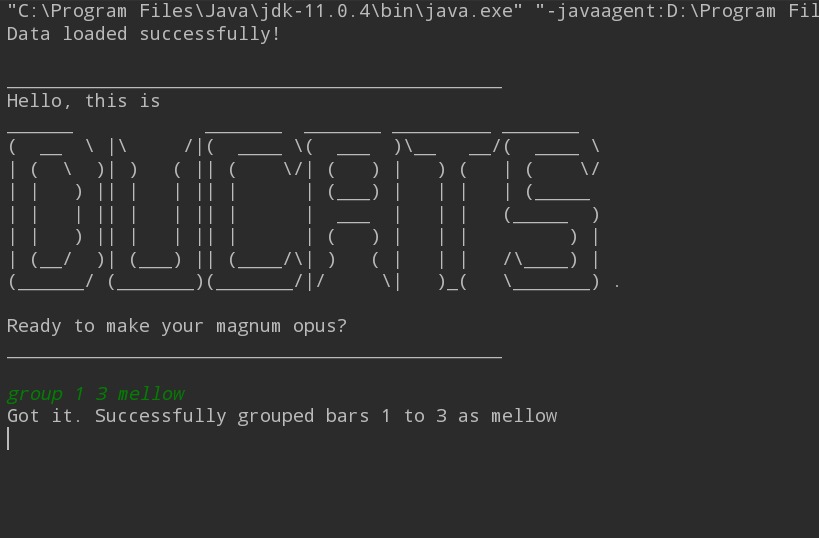 "C:\Program Files\Java\jdk-11.0.4\bin\java.exe" "-javaagent:D:\Program Fil
Data loaded successfully!
Hello, this is
DUCATS.
Ready to make your magnum opus?
group 1 3 mellow
Got it. Successfully grouped bars 1 to 3 as mellow